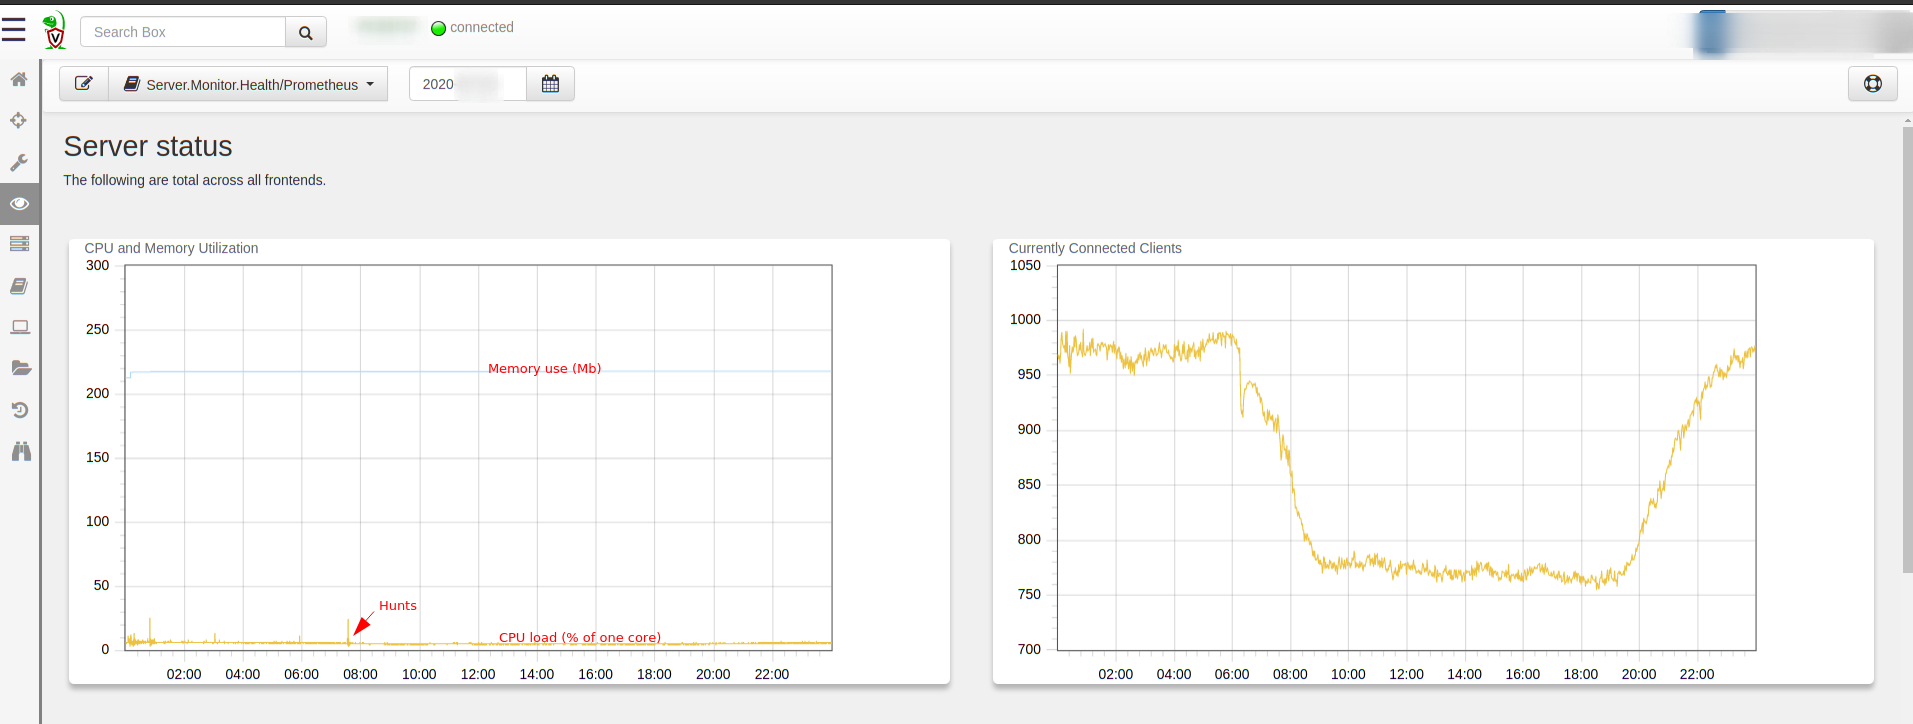 Search Box
connected
Server.Monitor.Health/Prometheus
2020
Server status
The following are total across all frontends.
CPU and Memory Utilization
300
250
200
150
100
50
0
Memory use (Mb)
Hunts
CPU load (% of one core)
02:00 04:00 06:00 08:00 10:00 12:00 14:00 16:00 18:00 20:00 22:00
Currently Connected Clients
1050
1000
950
900
850
800
750
700
02:00 04:00 06:00 08:00 10:00 12:00 14:00 16:00 18:00 20:00 22:00